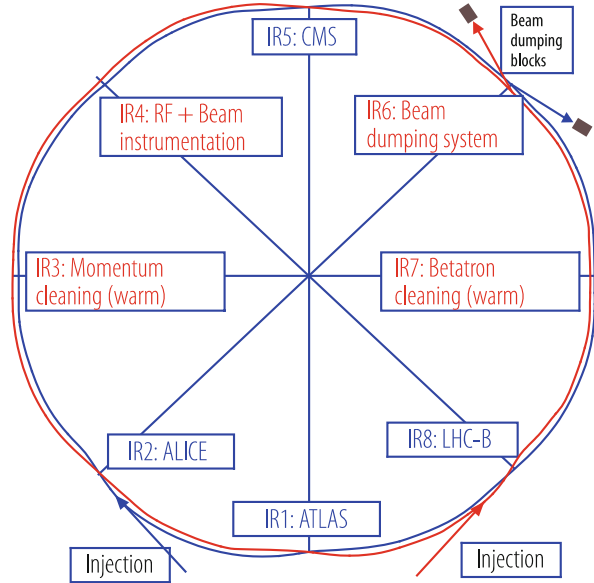 IR5: CMS
Beam
dumping
blocks
IR4: RF + Beam
instrumentation
IR6: Beam
dumping system
IR3: Momentum
cleaning (warm)
IR7: Betatron
cleaning (warm)
IR2: ALICE
IR8: LHC-B
IR1: ATLAS
Injection
Injection